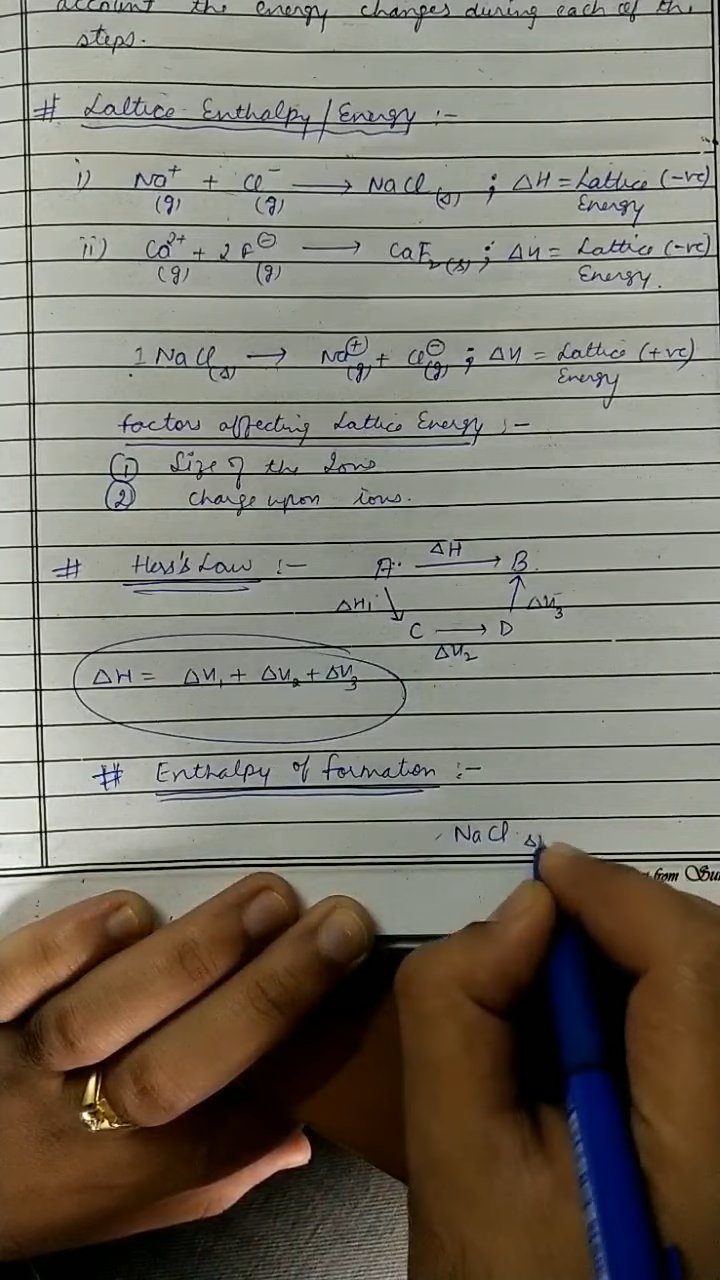 account the energy changes during each of the
steps.
# Lattice Enthalpy / Energy :-
i) Na⁺(g) + Cl⁻(g) ⟶ NaCl(s) ; ΔH = Lattice Energy (-ve)
ii) Ca²⁺(g) + 2F⊖(g) ⟶ CaF₂(s) ; ΔH = Lattice Energy (-ve)
1 NaCl(s) ⟶ Na⊕(g) + Cl⊖(g) ; ΔH = Lattice Energy (+ve)
factors affecting Lattice Energy :-
① Size of the Ions
② Charge upon ions.
# Hess's Law :- A ⟶ B
ΔH
ΔH₁ ΔH₃
C ⟶ D
ΔH₂
ΔH = ΔH₁ + ΔH₂ + ΔH₃
# Enthalpy of formation :-
NaCl
from Su